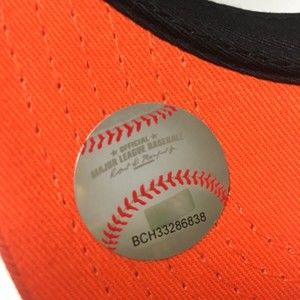 OFFICIAL
MAJOR LEAGUE BASEBALL
BCH33286838